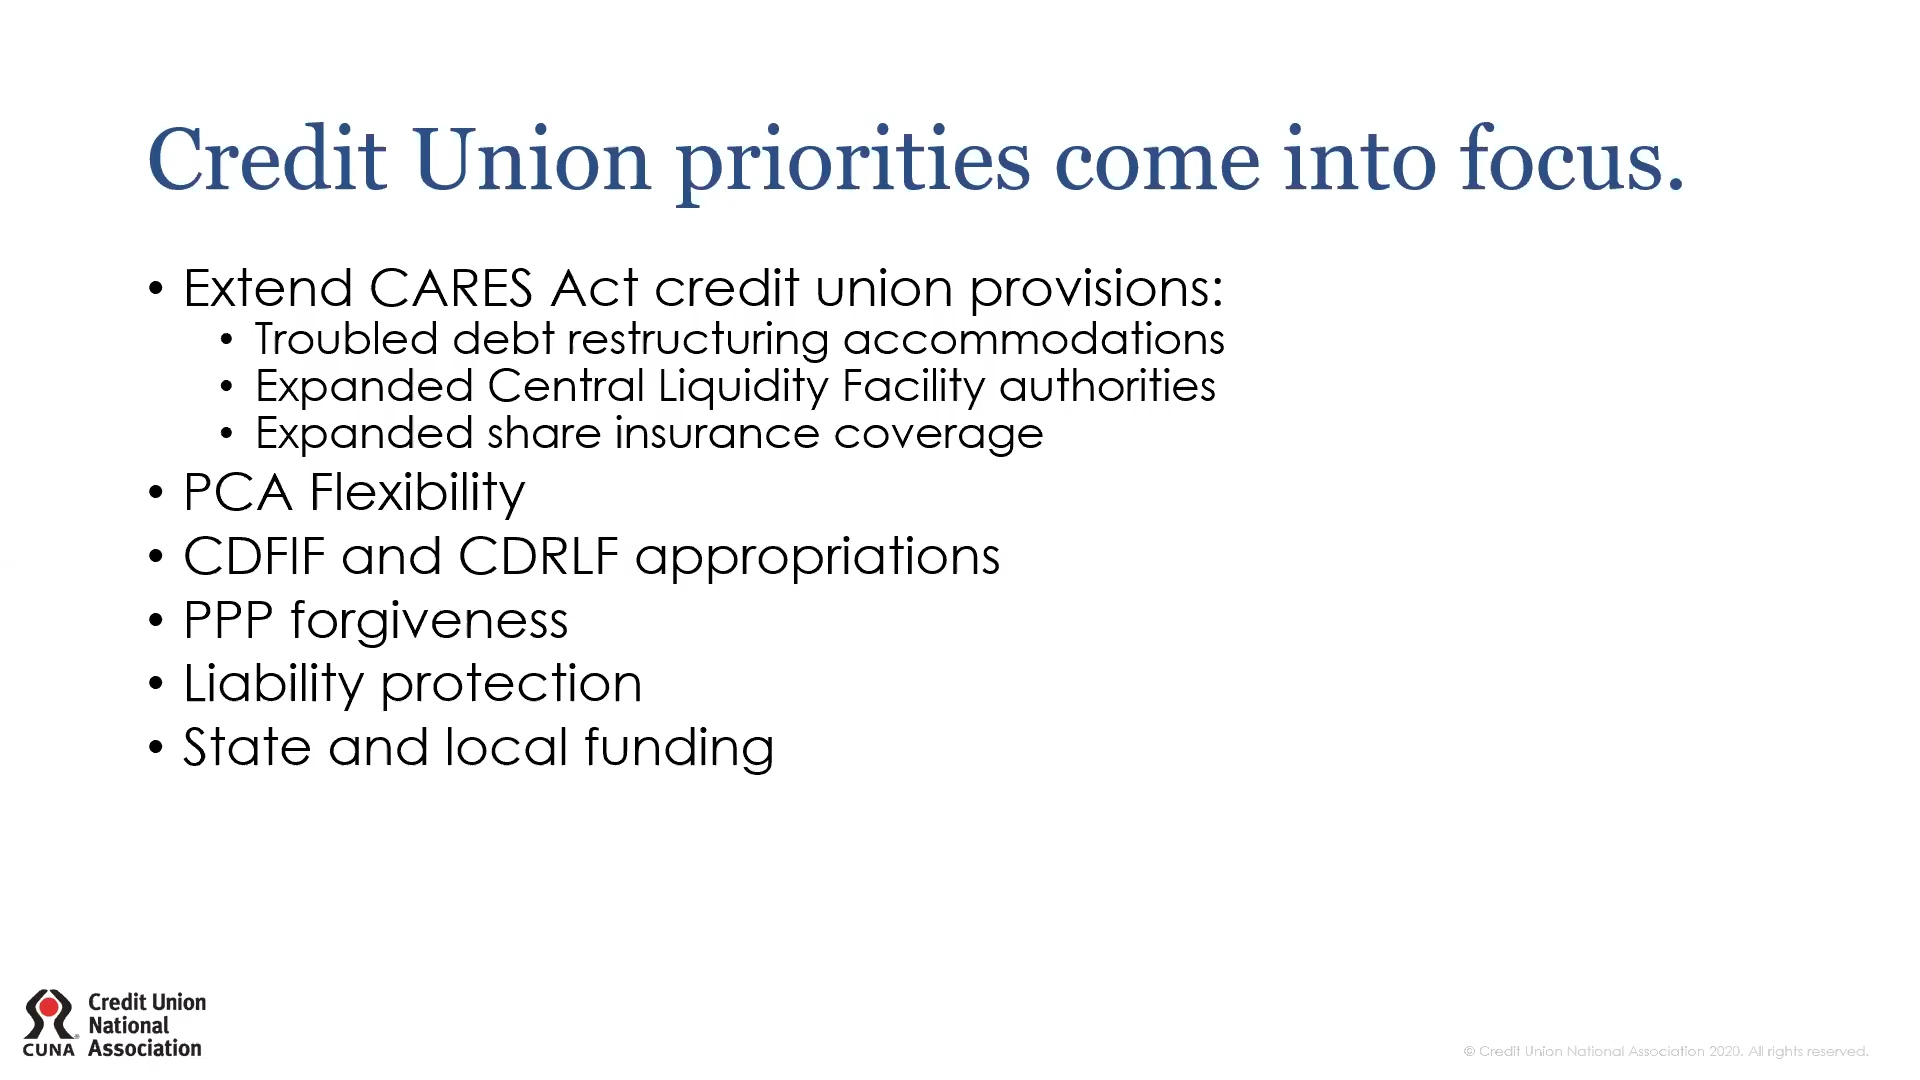 Credit Union priorities come into focus.
• Extend CARES Act credit union provisions:
• Troubled debt restructuring accommodations
• Expanded Central Liquidity Facility authorities
• Expanded share insurance coverage
• PCA Flexibility
• CDFIF and CDRLF appropriations
• PPP forgiveness
• Liability protection
• State and local funding
Credit Union
National
Association
CUNA
© Credit Union National Association 2020. All rights reserved.